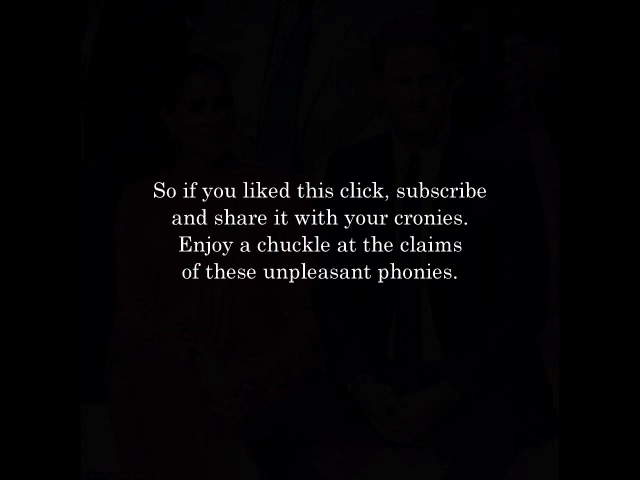 So if you liked this click, subscribe
and share it with your cronies.
Enjoy a chuckle at the claims
of these unpleasant phonies.